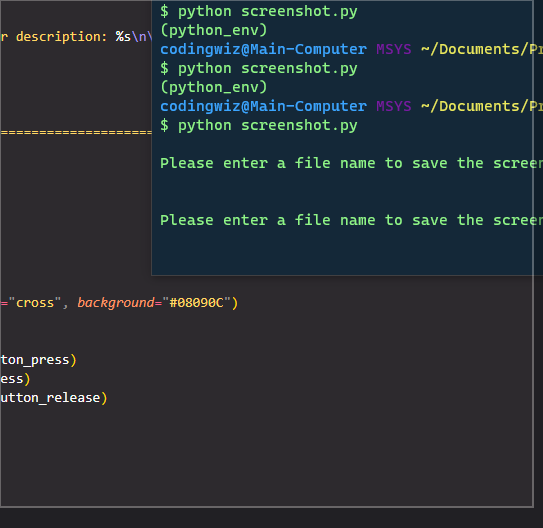 $ python screenshot.py
(python_env)
r description: %s\n\
codingwiz@Main-Computer MSYS ~/Documents/Pr
$ python screenshot.py
(python_env)
codingwiz@Main-Computer MSYS ~/Documents/Pr
$ python screenshot.py
====================
Please enter a file name to save the screen
Please enter a file name to save the screen
="cross", background="#08090C")
ton_press)
ess)
utton_release)